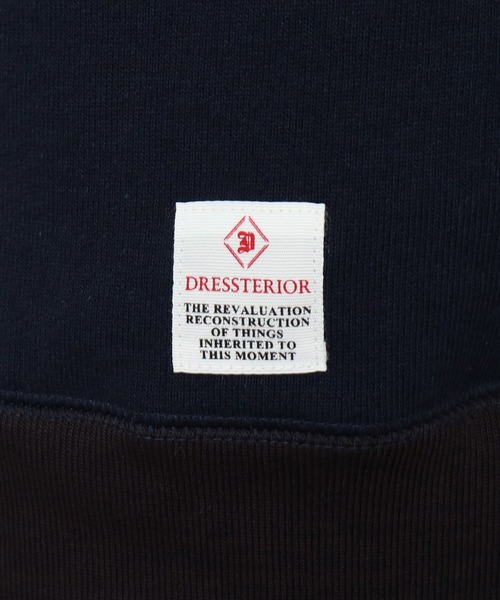 D
DRESSTERIOR
THE REVALUATION
RECONSTRUCTION
OF THINGS
INHERITED TO
THIS MOMENT